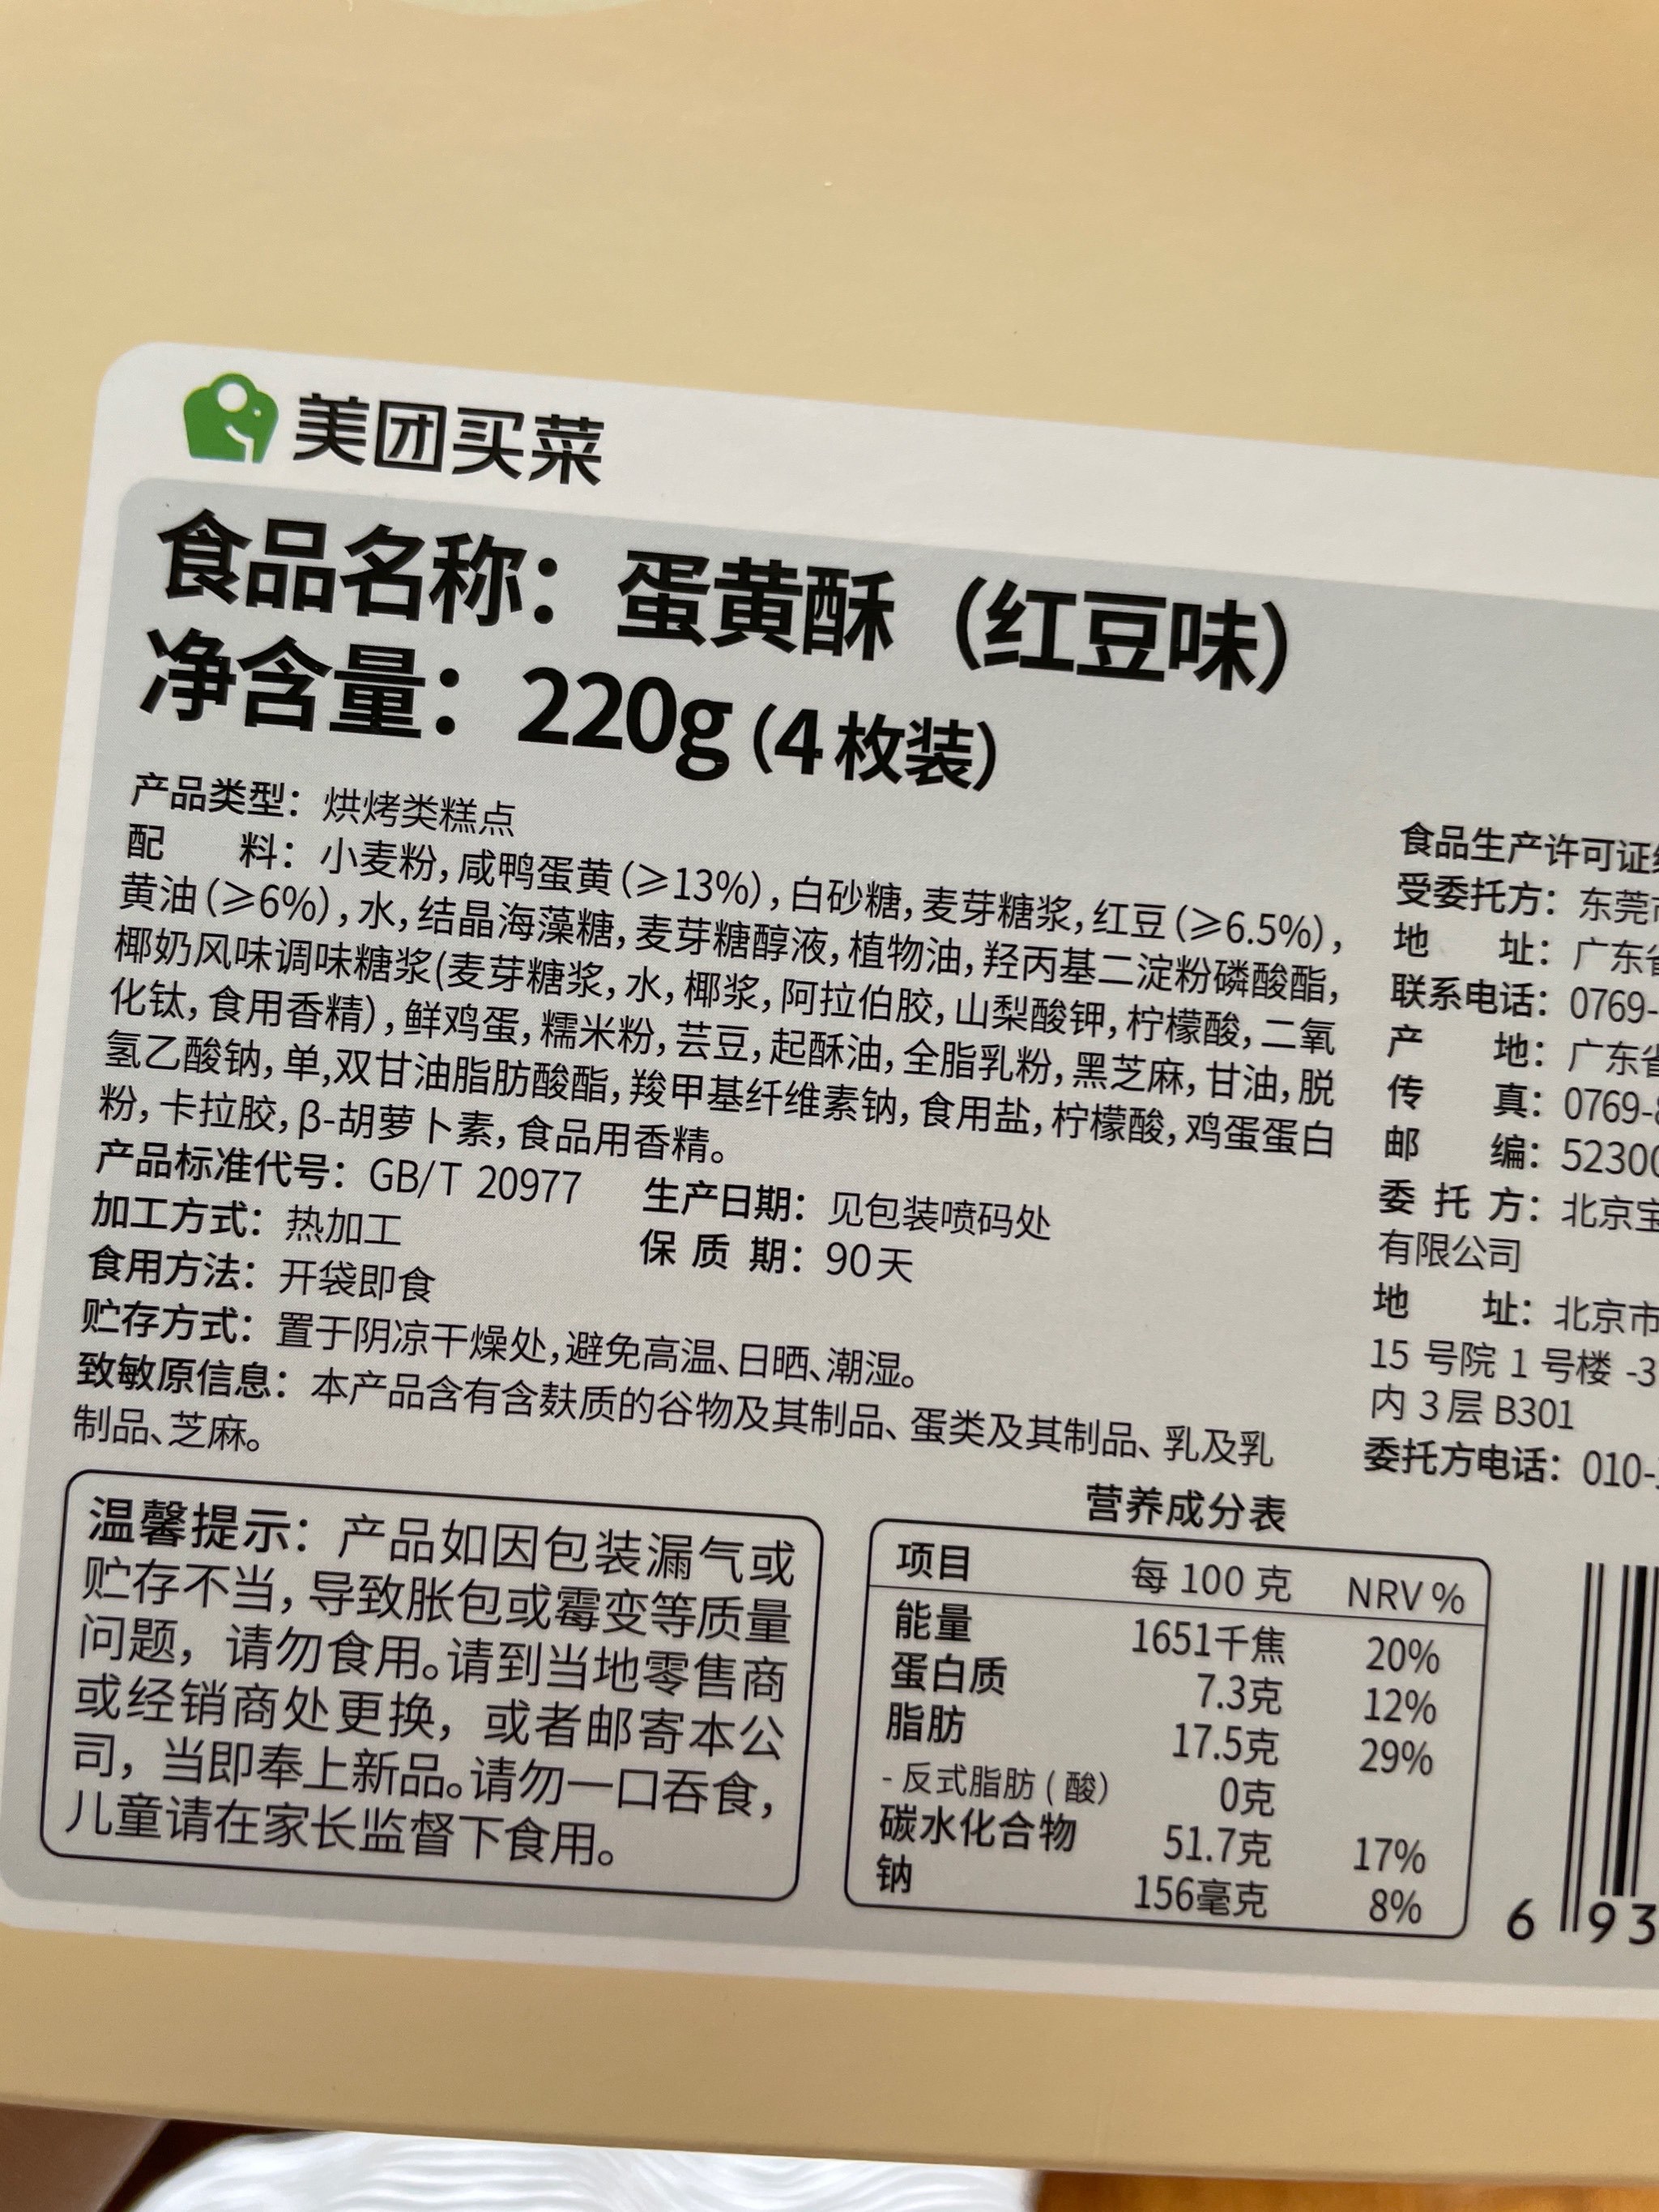 美团买菜
食品名称：蛋黄酥（红豆味）
净含量：220g（4枚装）
产品类型：烘烤类糕点
配 料：小麦粉，咸鸭蛋黄（≥13%），白砂糖，麦芽糖浆，红豆（≥6.5%），
黄油（≥6%），水，结晶海藻糖，麦芽糖醇液，植物油，羟丙基二淀粉磷酸酯，
椰奶风味调味糖浆(麦芽糖浆，水，椰浆，阿拉伯胶，山梨酸钾，柠檬酸，二氧
化钛，食用香精），鲜鸡蛋，糯米粉，芸豆，起酥油，全脂乳粉，黑芝麻，甘油，脱
氢乙酸钠，单,双甘油脂肪酸酯，羧甲基纤维素钠，食用盐，柠檬酸，鸡蛋蛋白
粉，卡拉胶，β-胡萝卜素，食品用香精。
产品标准代号：GB/T 20977 生产日期：见包装喷码处
加工方式：热加工 保 质 期：90天
食用方法：开袋即食
贮存方式：置于阴凉干燥处，避免高温、日晒、潮湿。
致敏原信息：本产品含有含麸质的谷物及其制品、蛋类及其制品、乳及乳
制品、芝麻。
温馨提示：产品如因包装漏气或
贮存不当，导致胀包或霉变等质量
问题，请勿食用。请到当地零售商
或经销商处更换，或者邮寄本公
司，当即奉上新品。请勿一口吞食，
儿童请在家长监督下食用。
营养成分表
项目 每 100 克 NRV %
能量 1651千焦 20%
蛋白质 7.3克 12%
脂肪 17.5克 29%
- 反式脂肪 ( 酸） 0克
碳水化合物 51.7克 17%
钠 156毫克 8%
食品生产许可证
受委托方：东莞
地 址：广东
联系电话：0769-
产 地：广东
传 真：0769-
邮 编：52300
委 托 方：北京宝
有限公司
地 址：北京市
15 号院 1 号楼 -3
内 3 层 B301
委托方电话：010-
6 93